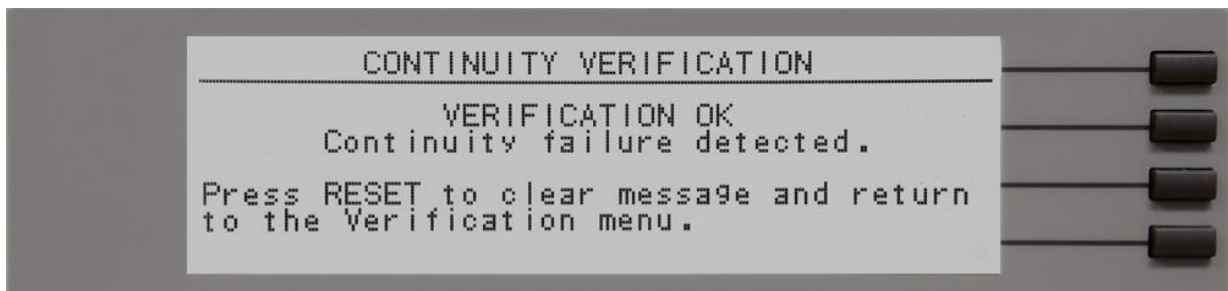 CONTINUITY VERIFICATION
VERIFICATION OK
Continuity failure detected.
Press RESET to clear message and return
to the Verification menu.